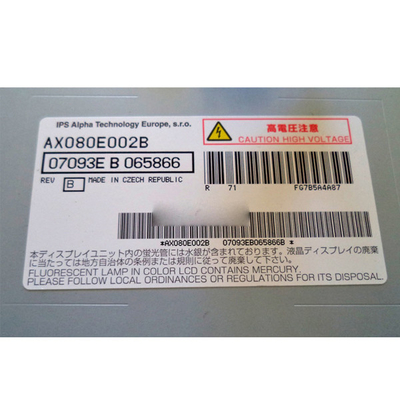 IPS Alpha Technology Europe, s.r.o.
AX080E002B
07093E B 065866
REV B MADE IN CZECH REPUBLIC
高電圧注意
CAUTION HIGH VOLTAGE
R 71 FG7B5A4A87
*AX080E002B 07093EB065866B *
本ディスプレイユニット内の蛍光管には水銀が含まれております。液晶ディスプレイの廃棄
に当たっては地方自治体の条例または規則に従って廃棄して下さい。
FLUORESCENT LAMP IN COLOR LCD CONTAINS MERCURY.
PLEASE FOLLOW LOCAL ORDINANCES OR REGULATIONS FOR ITS DISPOSAL.